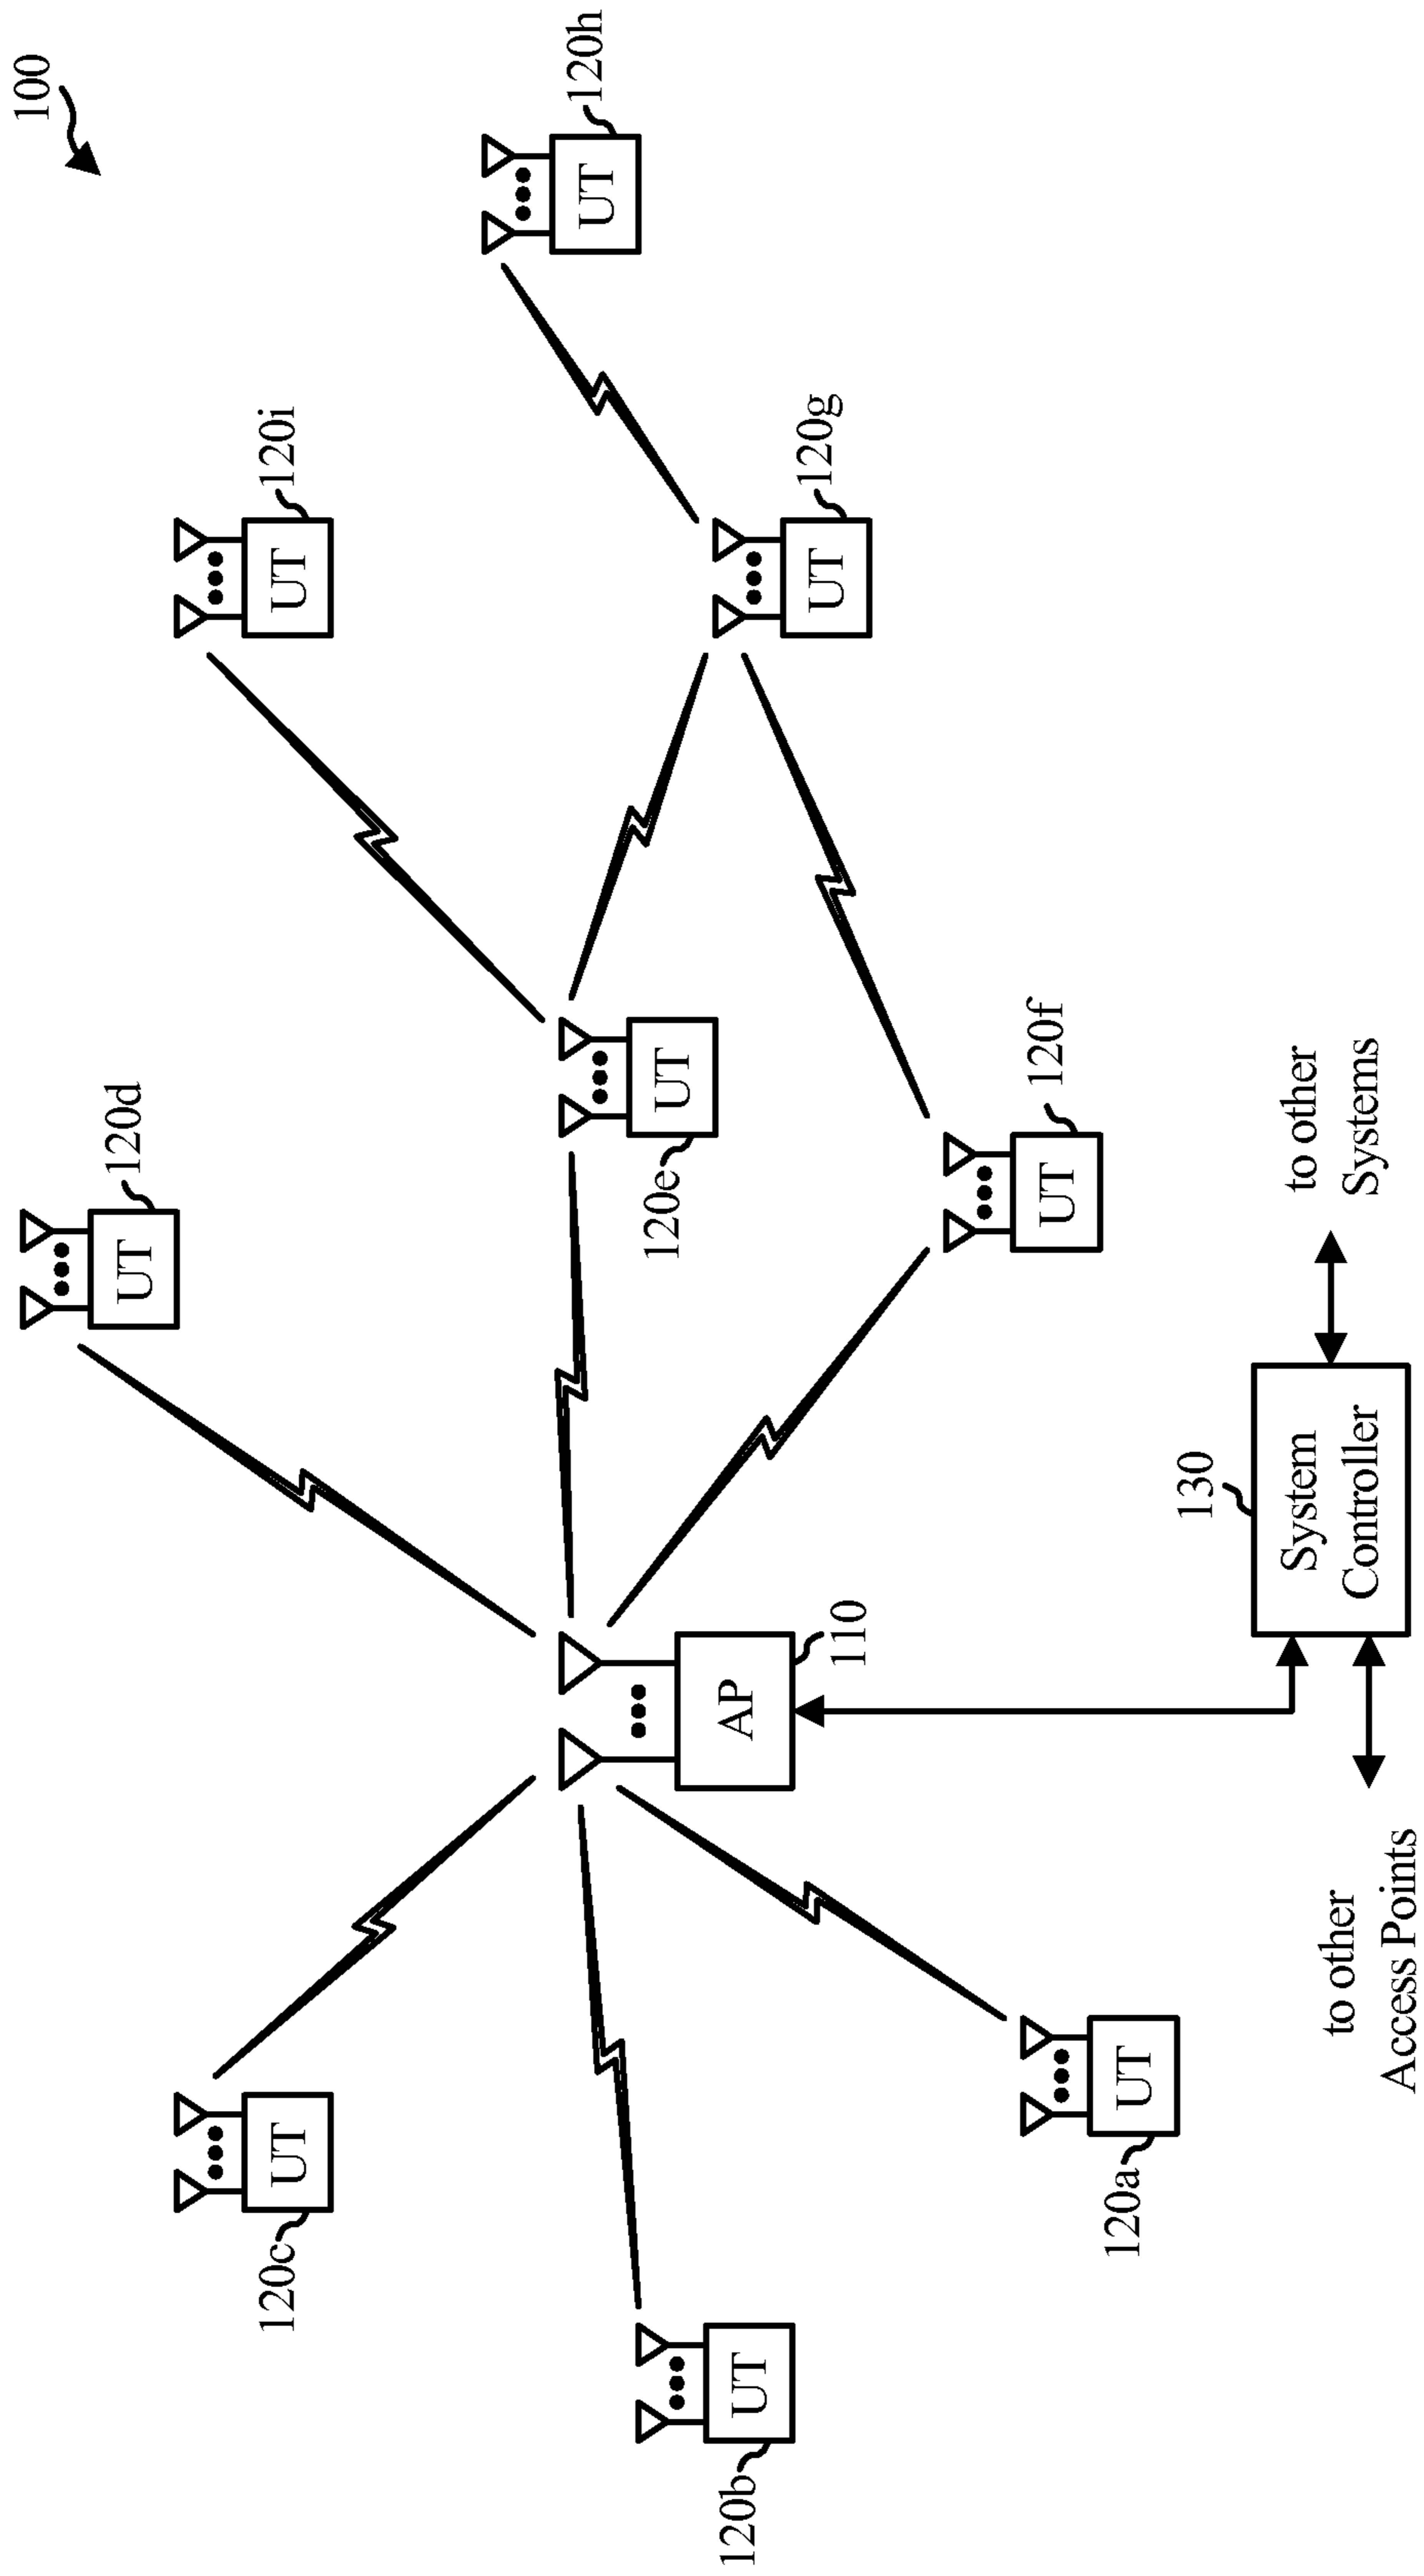 100
120d
UT
120i
UT
120c
UT
120h
UT
120e
UT
120g
UT
120b
UT
AP
110
120f
UT
120a
UT
130
System
Controller
to other
Systems
to other
Access Points